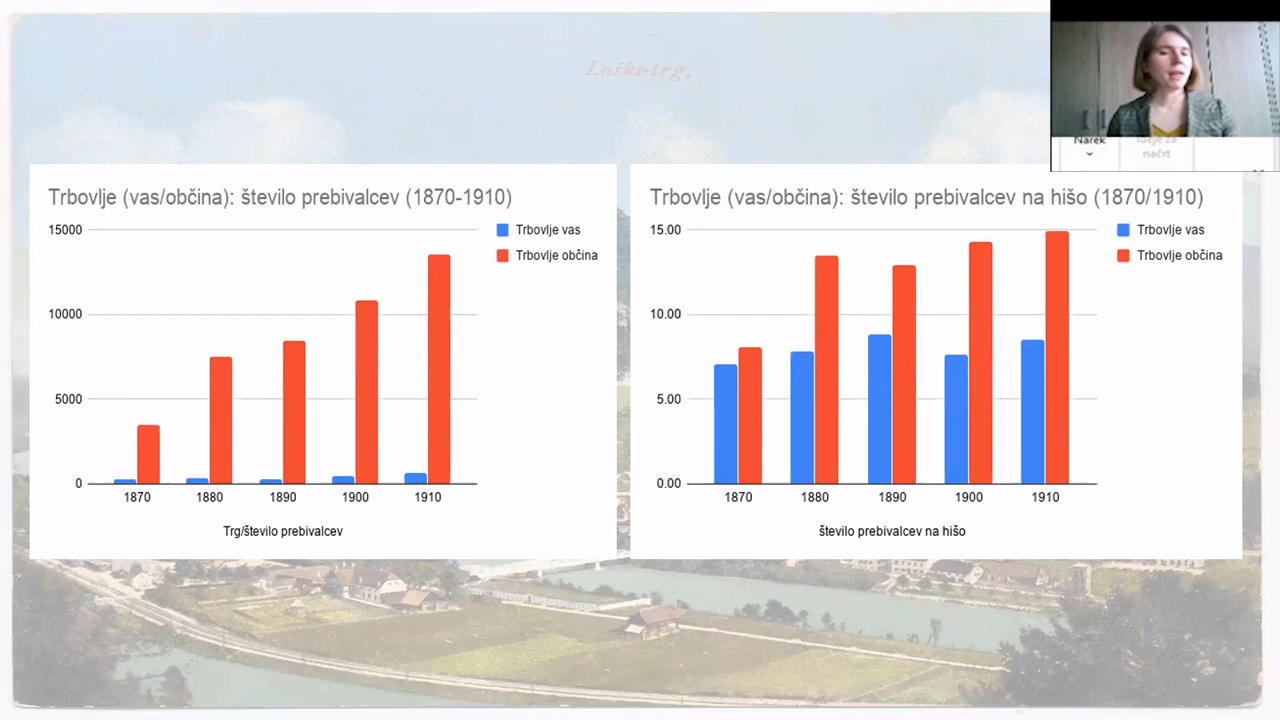 Laški-trg.
Narek
načrt
Trbovlje (vas/občina): število prebivalcev (1870-1910)
15000
10000
5000
0
Trbovlje vas
Trbovlje občina
1870 1880 1890 1900 1910
Trg/število prebivalcev
Trbovlje (vas/občina): število prebivalcev na hišo (1870/1910)
15.00
10.00
5.00
0.00
Trbovlje vas
Trbovlje občina
1870 1880 1890 1900 1910
število prebivalcev na hišo